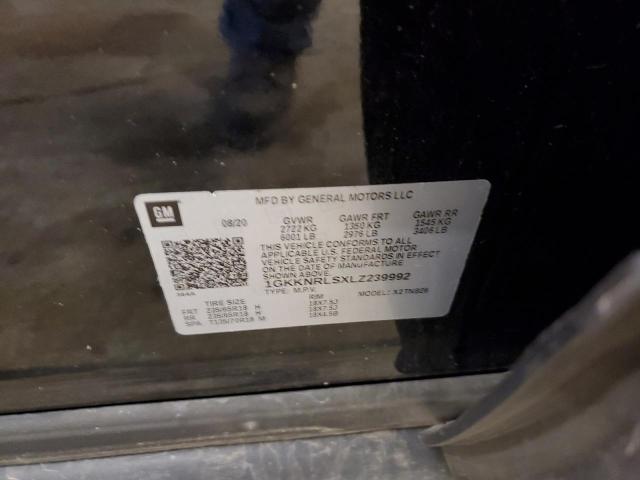 GM
MFD BY GENERAL MOTORS LLC
08/20 GVWR GAWR FRT GAWR RR
2722 KG 1350 KG 1545 KG
6001 LB 2976 LB 3406 LB
THIS VEHICLE CONFORMS TO ALL
APPLICABLE U.S. FEDERAL MOTOR
VEHICLE SAFETY STANDARDS IN
EFFECT ON THE DATE OF MANUFACTURE
SHOWN ABOVE.
1GKKNRLSXLZ239992
TYPE: M.P.V. MODEL: X2TNB26
TIRE SIZE RIM
FRT 235/65R18 H 18X7.5J
RR 235/65R18 H 18X7.5J
SPA T135/70R18 M 18X4.5B